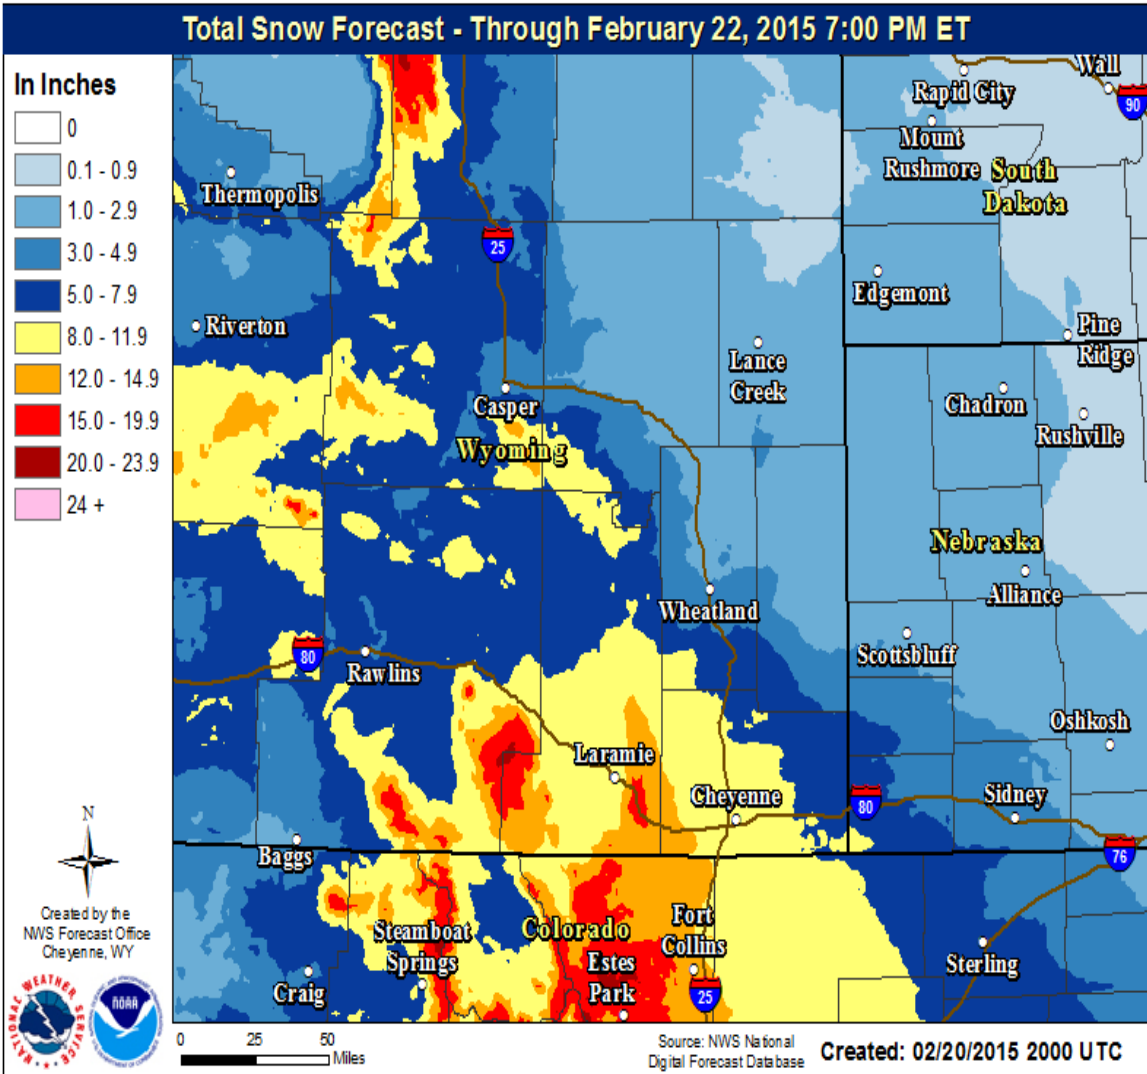 Total Snow Forecast - Through February 22, 2015 7:00 PM ET
In Inches
0
0.1 - 0.9
1.0 - 2.9
3.0 - 4.9
5.0 - 7.9
8.0 - 11.9
12.0 - 14.9
15.0 - 19.9
20.0 - 23.9
24 +
Wall
Rapid City
90
Mount
Rushmore
South
Dakota
Thermopolis
25
Edgemont
Riverton
Pine
Ridge
Lance
Creek
Casper
Chadron
Rushville
Wyoming
Nebraska
Alliance
Wheatland
Scottsbluff
80
Rawlins
Oshkosh
Laramie
Cheyenne
80
Sidney
Baggs
76
Fort
Collins
Colorado
Steamboat
Springs
Estes
Park
Sterling
Craig
25
N
Created by the
NWS Forecast Office
Cheyenne, WY
NATIONAL WEATHER SERVICE
NOAA
0 25 50
Miles
Source: NWS National
Digital Forecast Database
Created: 02/20/2015 2000 UTC